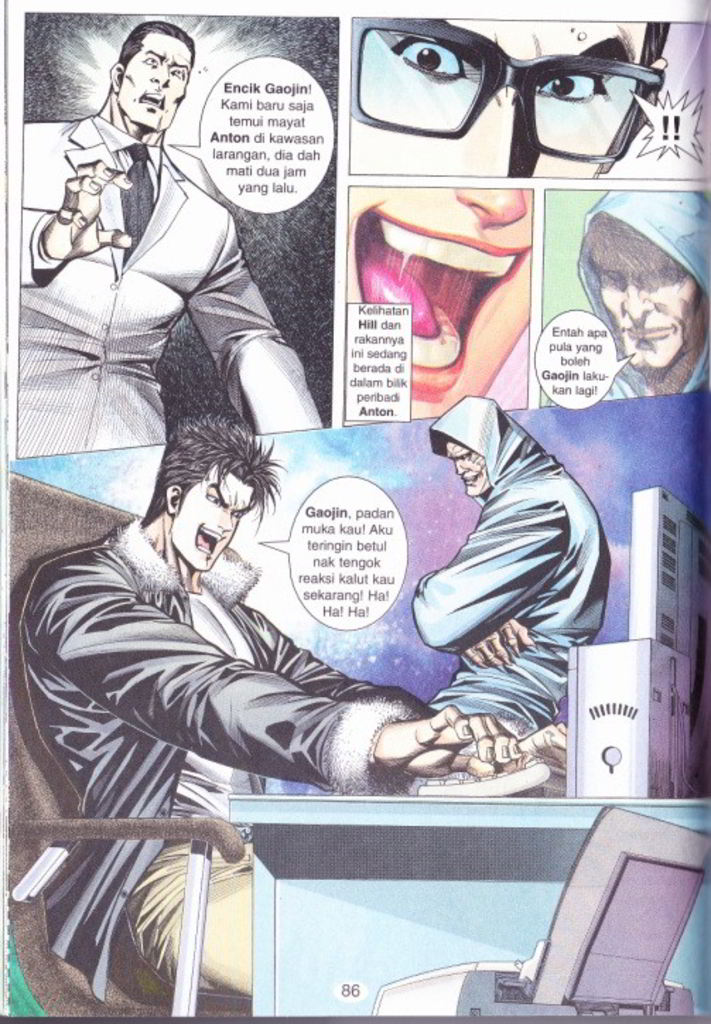 Encik Gaojin!
Kami baru saja
temui mayat
Anton di kawasan
larangan, dia dah
mati dua jam
yang lalu.
!!
Kelihatan
Hill dan
rakannya
ini sedang
berada di
dalam bilik
peribadi
Anton.
Entah apa
pula yang
boleh
Gaojin laku-
kan lagi!
Gaojin, padan
muka kau! Aku
teringin betul
nak tengok
reaksi kalut kau
sekarang! Ha!
Ha! Ha!
86